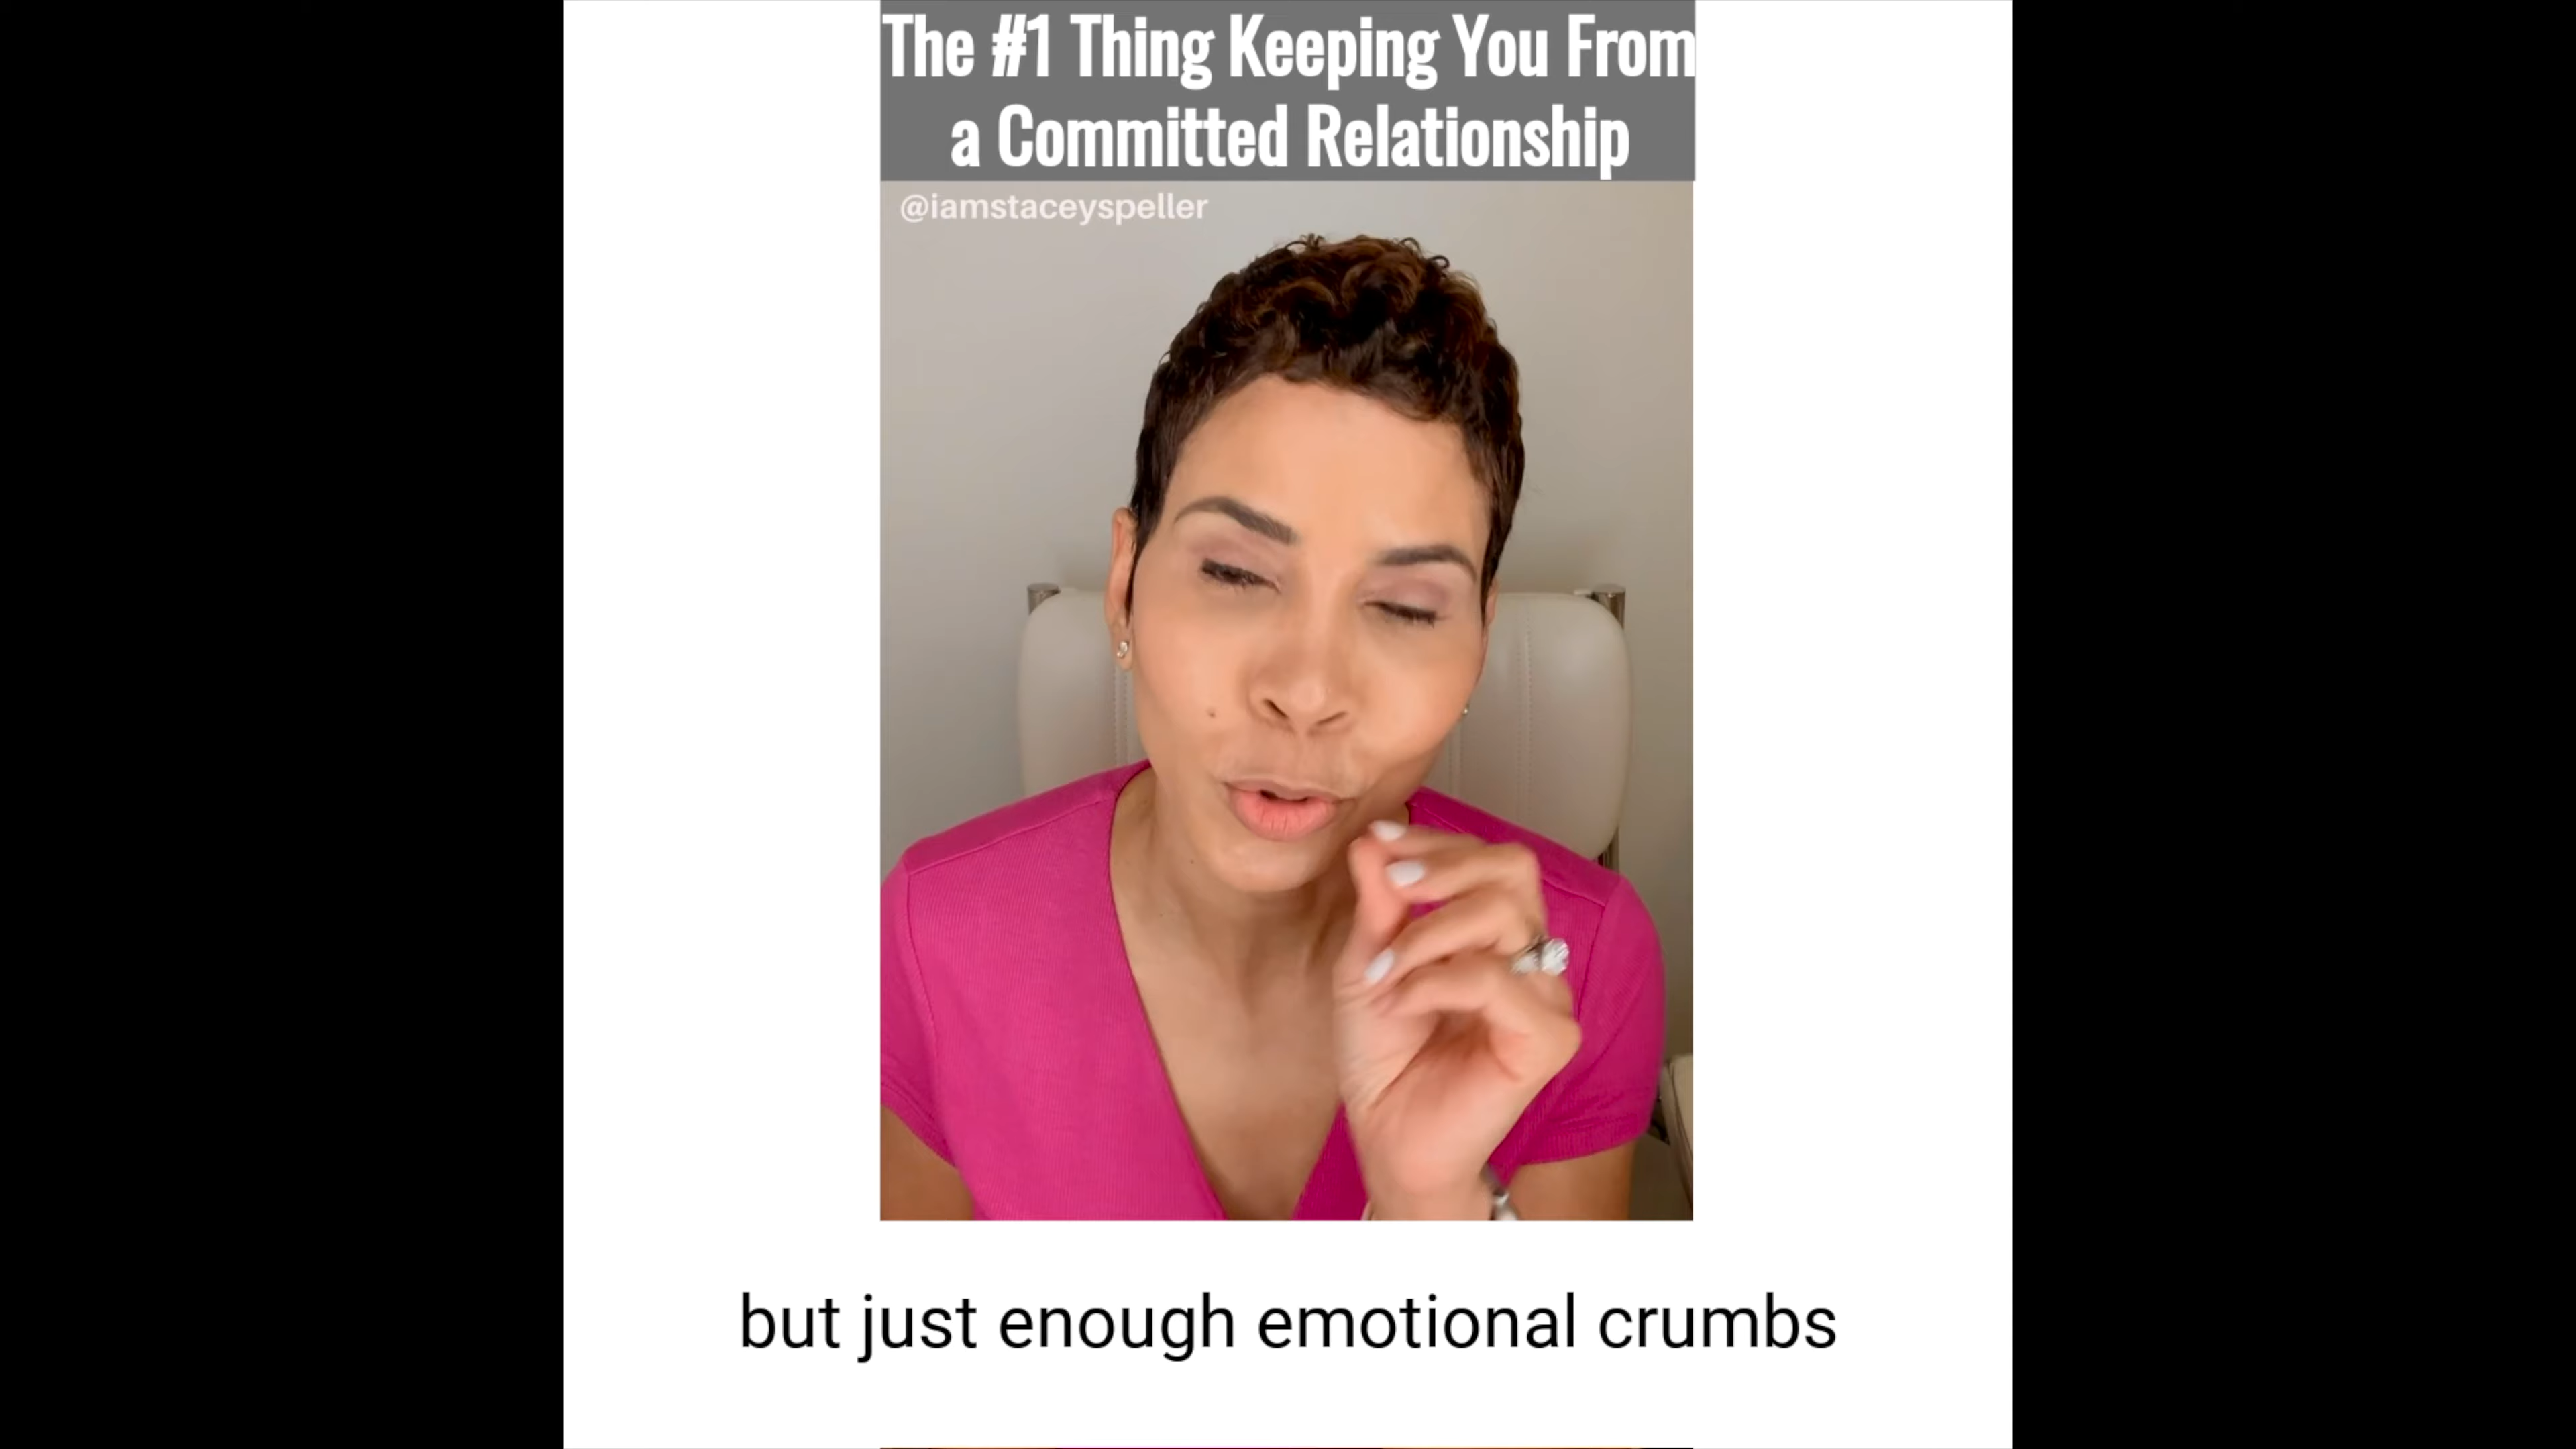 The #1 Thing Keeping You From
a Committed Relationship
@iamstaceyspeller
but just enough emotional crumbs